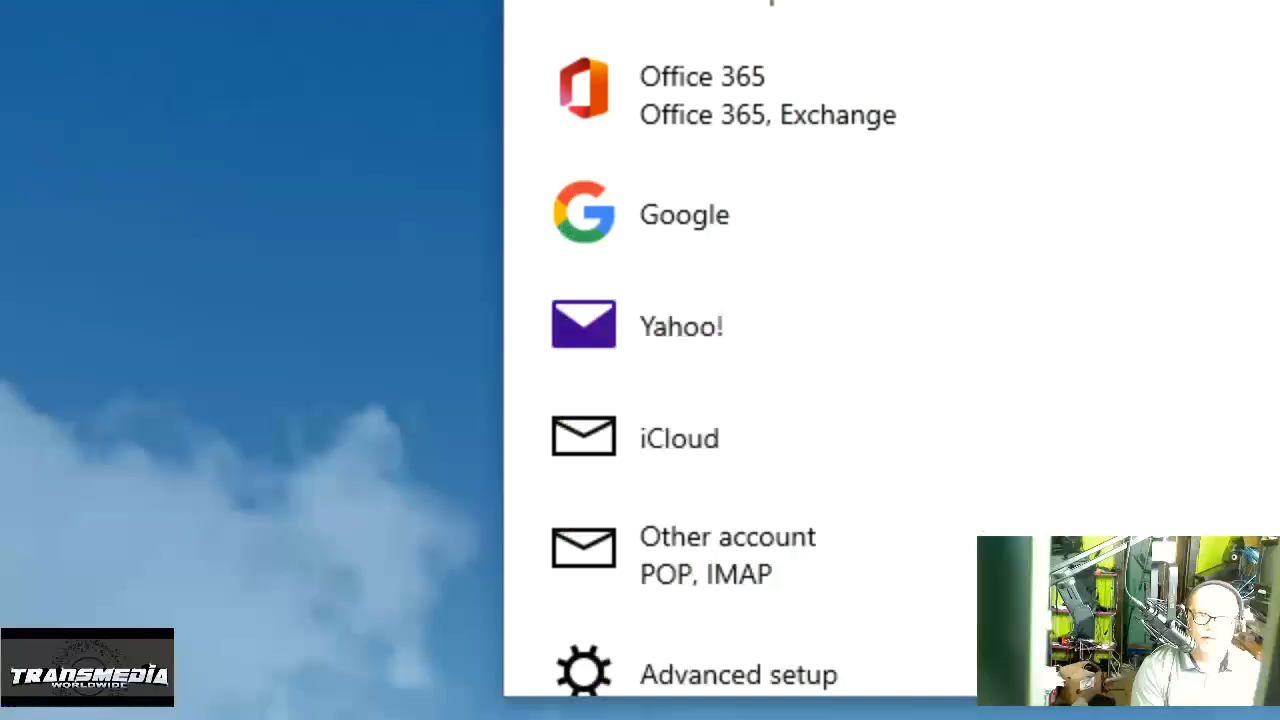 Office 365
Office 365, Exchange
Google
Yahoo!
iCloud
Other account
POP, IMAP
Advanced setup
TRANSMEDIA
WORLDWIDE